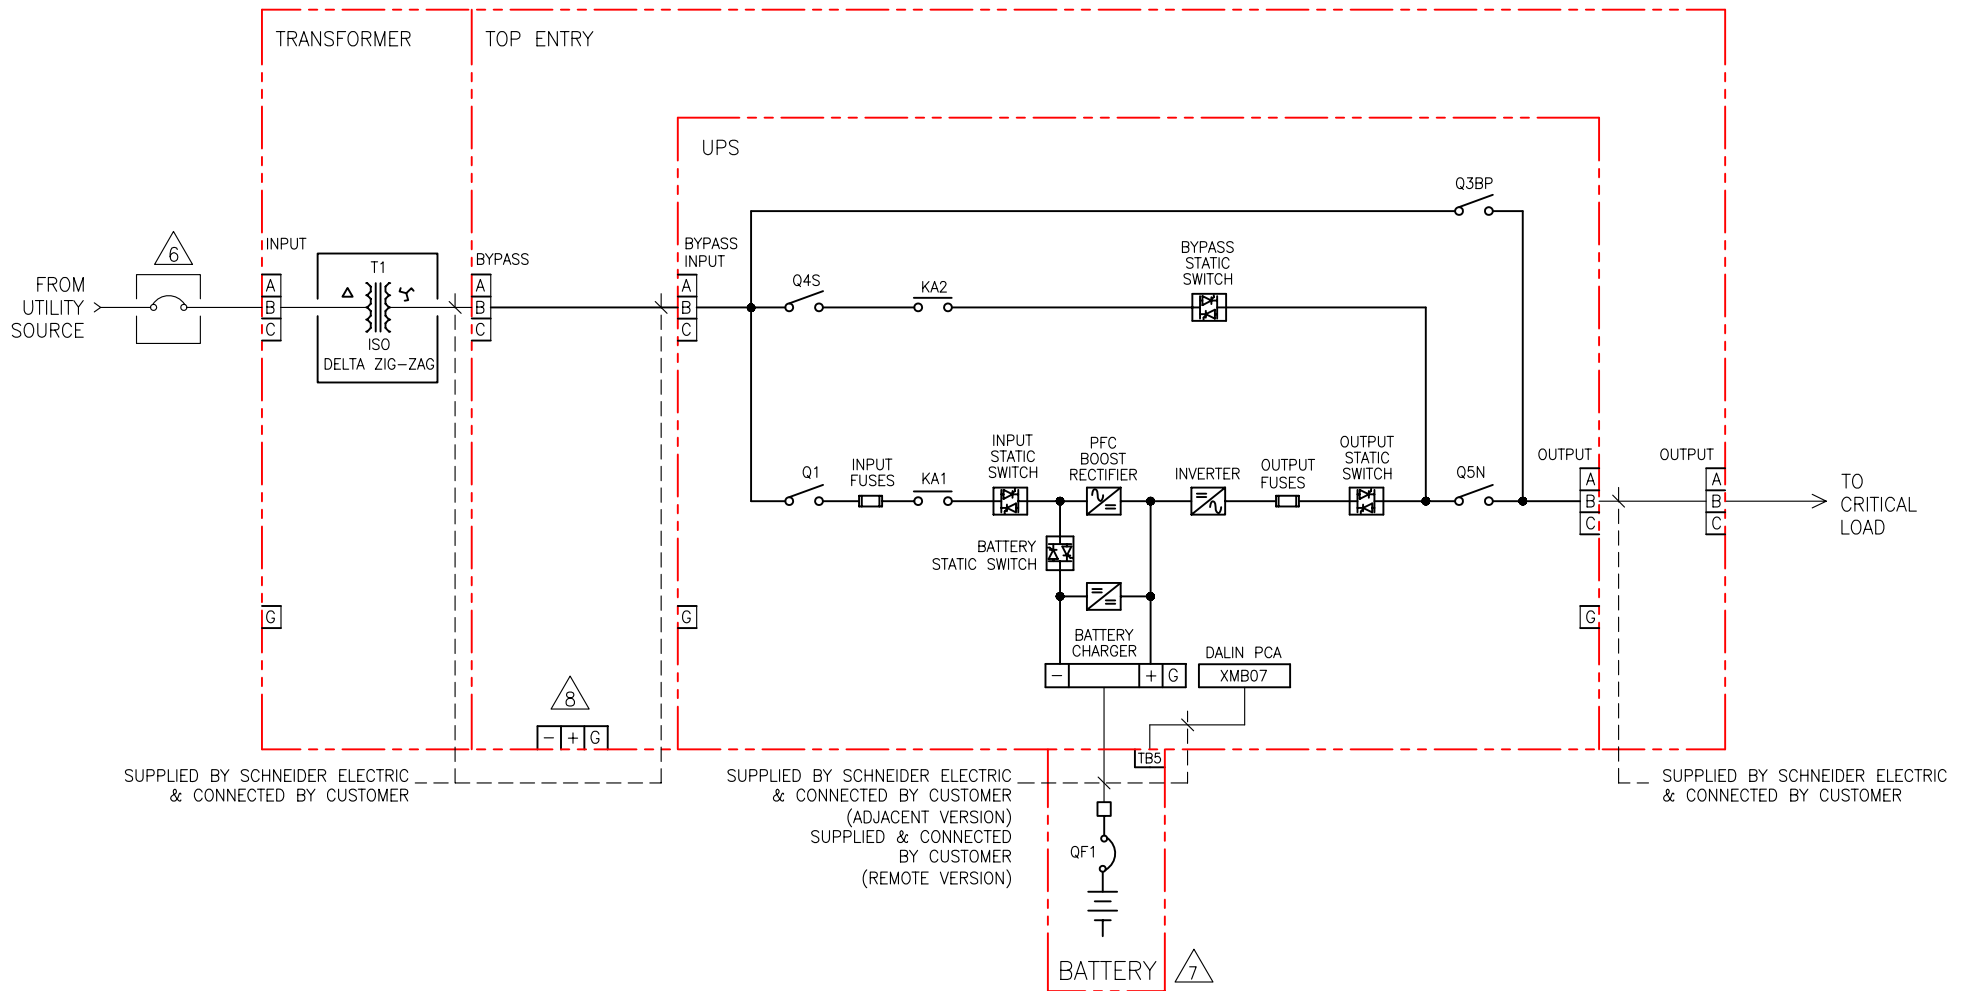 TRANSFORMER
TOP ENTRY
UPS
Q3BP
6
INPUT
BYPASS
BYPASS
INPUT
BYPASS
STATIC
SWITCH
FROM
UTILITY
SOURCE
T1
ISO
DELTA ZIG-ZAG
A
B
C
A
B
C
A
B
C
Q4S
KA2
Q1
INPUT
FUSES
KA1
INPUT
STATIC
SWITCH
PFC
BOOST
RECTIFIER
INVERTER
OUTPUT
FUSES
OUTPUT
STATIC
SWITCH
Q5N
OUTPUT
OUTPUT
A
B
C
A
B
C
TO
CRITICAL
LOAD
BATTERY
STATIC SWITCH
G
G
G
BATTERY
CHARGER
- + G
DALIN PCA
XMB07
8
- + G
TB5
SUPPLIED BY SCHNEIDER ELECTRIC
& CONNECTED BY CUSTOMER
SUPPLIED BY SCHNEIDER ELECTRIC
& CONNECTED BY CUSTOMER
(ADJACENT VERSION)
SUPPLIED & CONNECTED
BY CUSTOMER
(REMOTE VERSION)
SUPPLIED BY SCHNEIDER ELECTRIC
& CONNECTED BY CUSTOMER
QF1
BATTERY
7